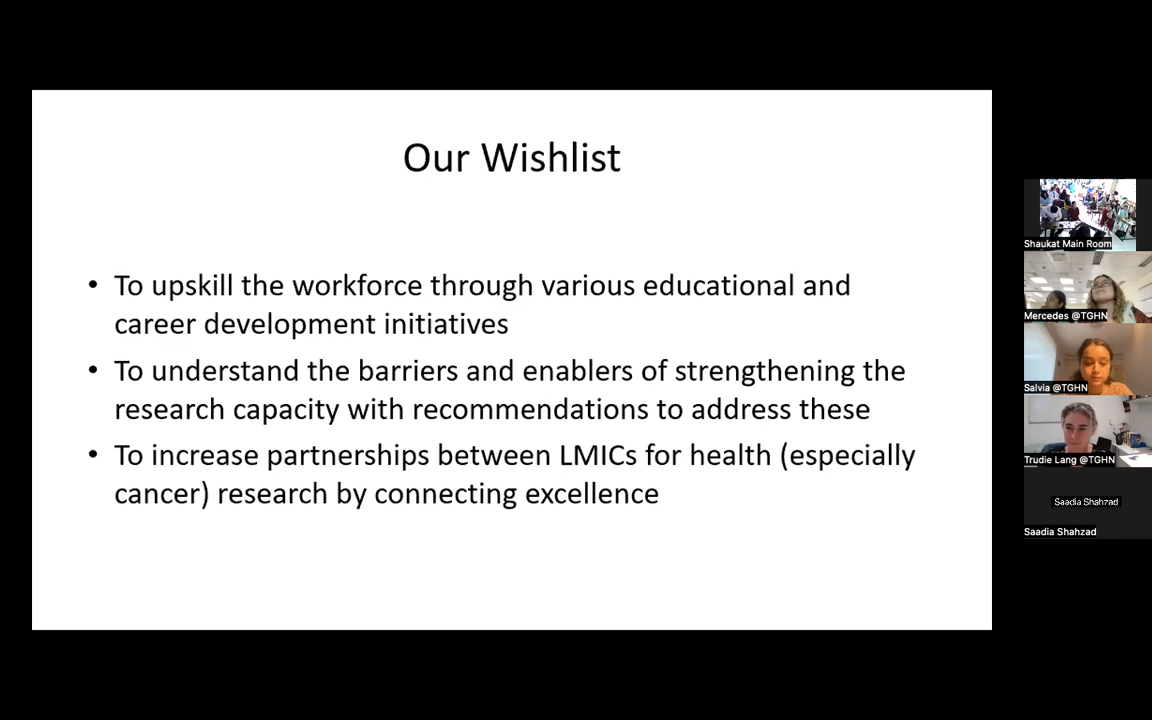 Our Wishlist
• To upskill the workforce through various educational and
career development initiatives
• To understand the barriers and enablers of strengthening the
research capacity with recommendations to address these
• To increase partnerships between LMICs for health (especially
cancer) research by connecting excellence
Shaukat Main Room
Mercedes @TGHN
Salvia @TGHN
Trudie Lang @TGHN
Saadia Shahzad
Saadia Shahzad